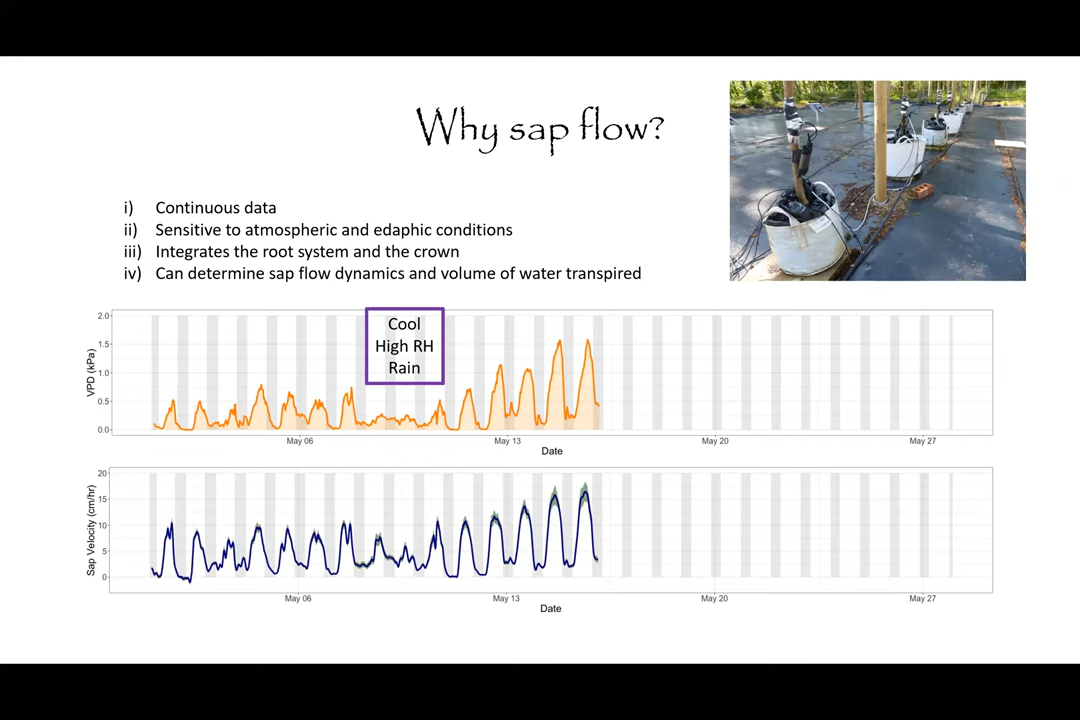 Why sap flow?
i) Continuous data
ii) Sensitive to atmospheric and edaphic conditions
iii) Integrates the root system and the crown
iv) Can determine sap flow dynamics and volume of water transpired
Cool
High RH
Rain
VPD (kPa)
2.0
1.5
1.0
0.5
0.0
May 06 May 13 May 20 May 27
Date
Sap Velocity (cm/hr)
20
15
10
5
0
May 06 May 13 May 20 May 27
Date